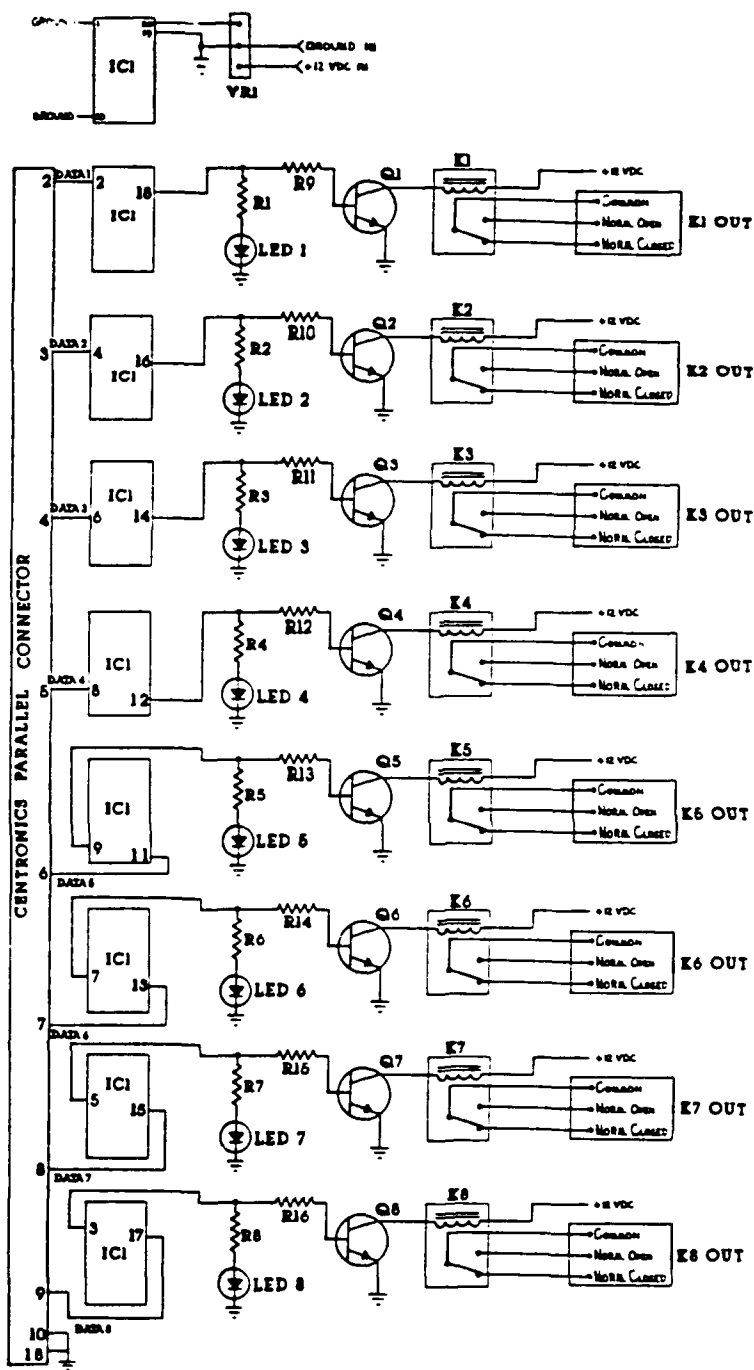 IC1
GROUND IN
+12 VDC IN
VR1
GROUND
CENTRONICS PARALLEL CONNECTOR
2 DATA 1 2 IC1 18
R1
LED 1
R9
Q1
K1
+12 VDC
COMMON
NORM. OPEN
NORM. CLOSED
K1 OUT
3 DATA 2 4 IC1 16
R2
LED 2
R10
Q2
K2
+12 VDC
COMMON
NORM. OPEN
NORM. CLOSED
K2 OUT
4 DATA 3 6 IC1 14
R3
LED 3
R11
Q3
K3
+12 VDC
COMMON
NORM. OPEN
NORM. CLOSED
K3 OUT
5 DATA 4 8 IC1 12
R4
LED 4
R12
Q4
K4
+12 VDC
COMMON
NORM. OPEN
NORM. CLOSED
K4 OUT
IC1 9 11
6 DATA 5
R5
LED 5
R13
Q5
K5
+12 VDC
COMMON
NORM. OPEN
NORM. CLOSED
K5 OUT
IC1 7 13
7 DATA 6
R6
LED 6
R14
Q6
K6
+12 VDC
COMMON
NORM. OPEN
NORM. CLOSED
K6 OUT
IC1 5 15
8 DATA 7
R7
LED 7
R15
Q7
K7
+12 VDC
COMMON
NORM. OPEN
NORM. CLOSED
K7 OUT
3 17 IC1
9 DATA 8
R8
LED 8
R16
Q8
K8
+12 VDC
COMMON
NORM. OPEN
NORM. CLOSED
K8 OUT
10
18